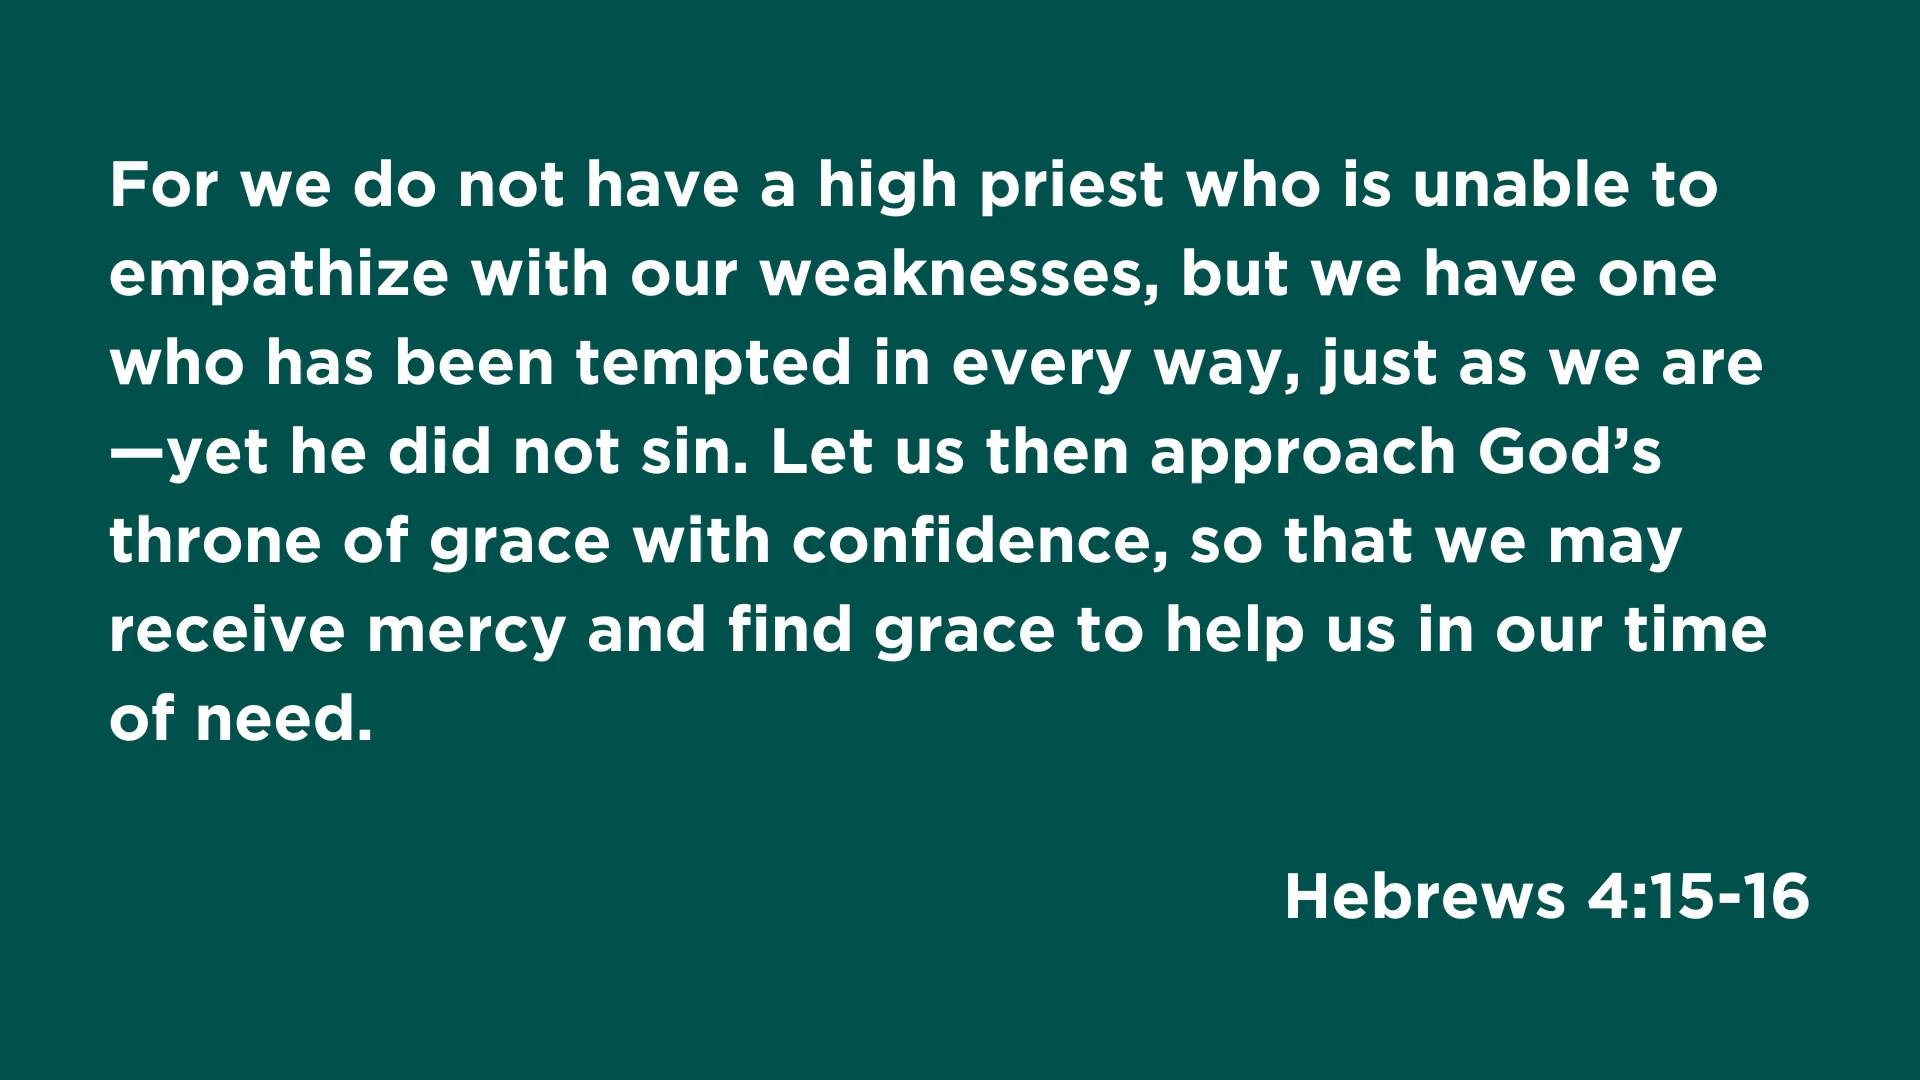 For we do not have a high priest who is unable to
empathize with our weaknesses, but we have one
who has been tempted in every way, just as we are
—yet he did not sin. Let us then approach God’s
throne of grace with confidence, so that we may
receive mercy and find grace to help us in our time
of need.
Hebrews 4:15-16